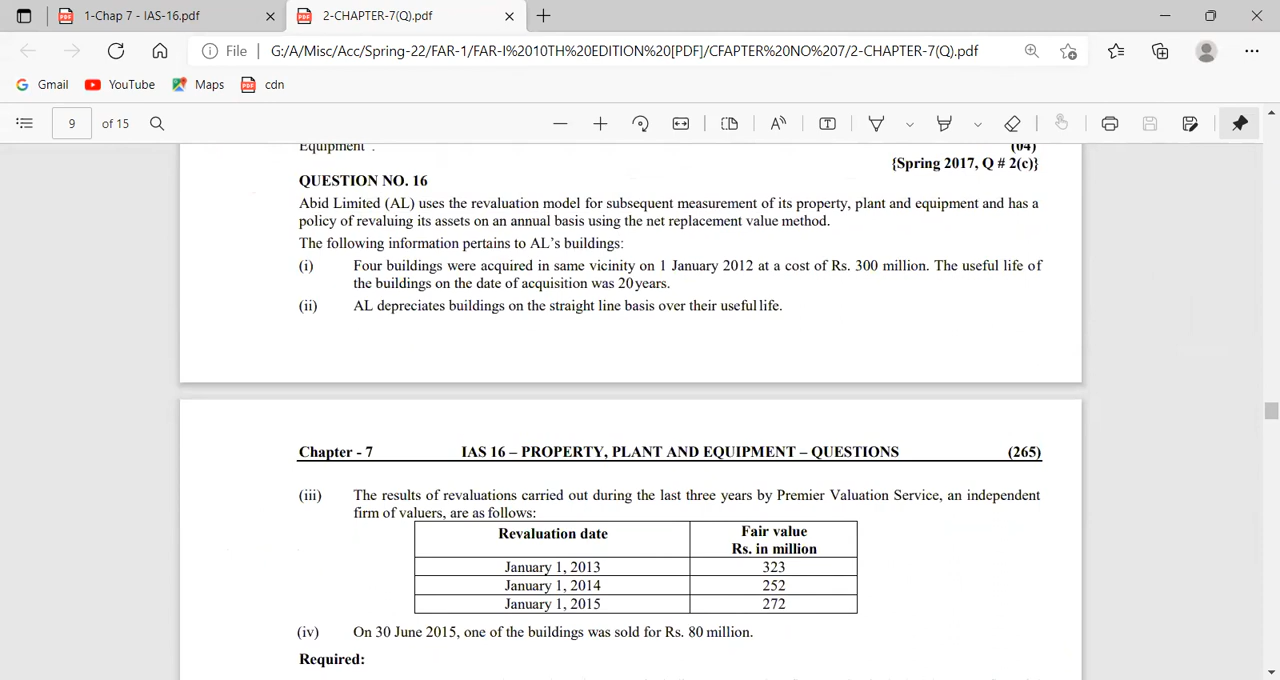 1-Chap 7 - IAS-16.pdf
2-CHAPTER-7(Q).pdf
File
G:/A/Misc/Acc/Spring-22/FAR-1/FAR-I%2010TH%20EDITION%20[PDF]/CFAPTER%20NO%207/2-CHAPTER-7(Q).pdf
Gmail YouTube Maps cdn
9 of 15
Equipment .
(04)
{Spring 2017, Q # 2(c)}
QUESTION NO. 16
Abid Limited (AL) uses the revaluation model for subsequent measurement of its property, plant and equipment and has a
policy of revaluing its assets on an annual basis using the net replacement value method.
The following information pertains to AL's buildings:
(i) Four buildings were acquired in same vicinity on 1 January 2012 at a cost of Rs. 300 million. The useful life of
the buildings on the date of acquisition was 20 years.
(ii) AL depreciates buildings on the straight line basis over their useful life.
Chapter - 7 IAS 16 – PROPERTY, PLANT AND EQUIPMENT – QUESTIONS (265)
(iii) The results of revaluations carried out during the last three years by Premier Valuation Service, an independent
firm of valuers, are as follows:
Revaluation date Fair value
Rs. in million
January 1, 2013 323
January 1, 2014 252
January 1, 2015 272
(iv) On 30 June 2015, one of the buildings was sold for Rs. 80 million.
Required: